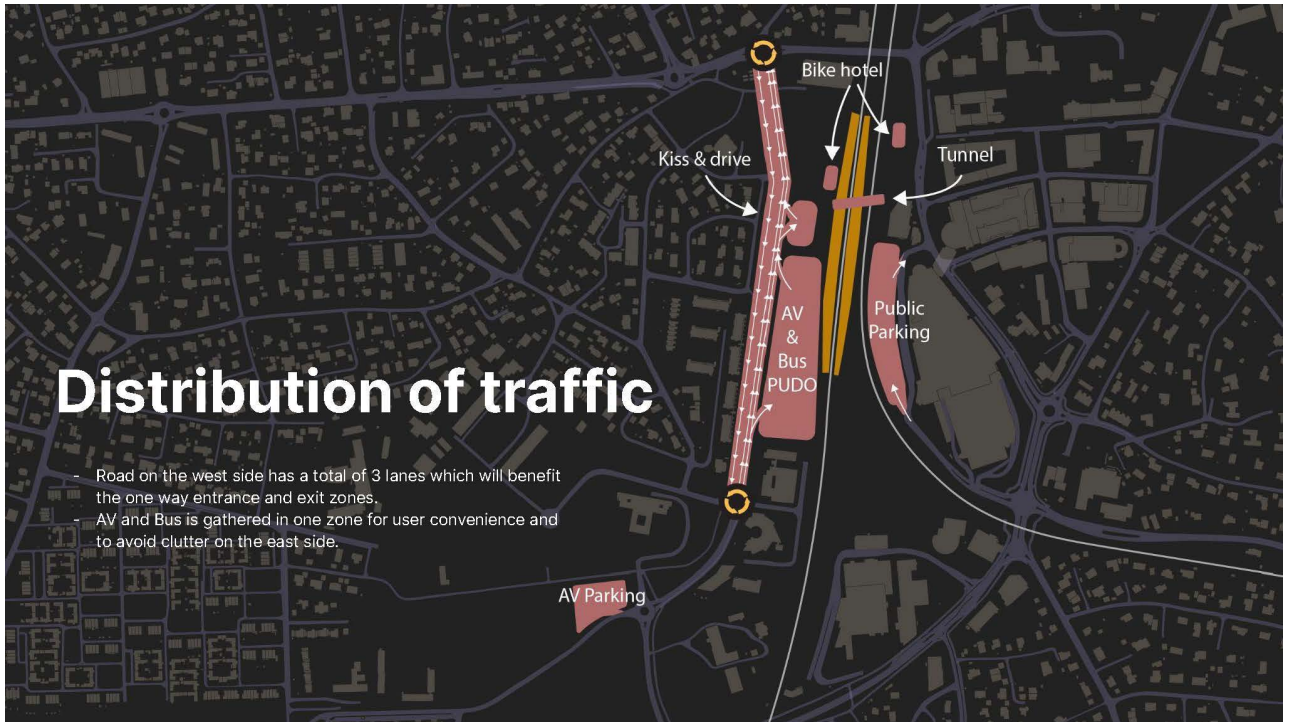 Bike hotel
Kiss & drive
Tunnel
AV
&
Bus
PUDO
Public
Parking
Distribution of traffic
- Road on the west side has a total of 3 lanes which will benefit
the one way entrance and exit zones.
- AV and Bus is gathered in one zone for user convenience and
to avoid clutter on the east side.
AV Parking